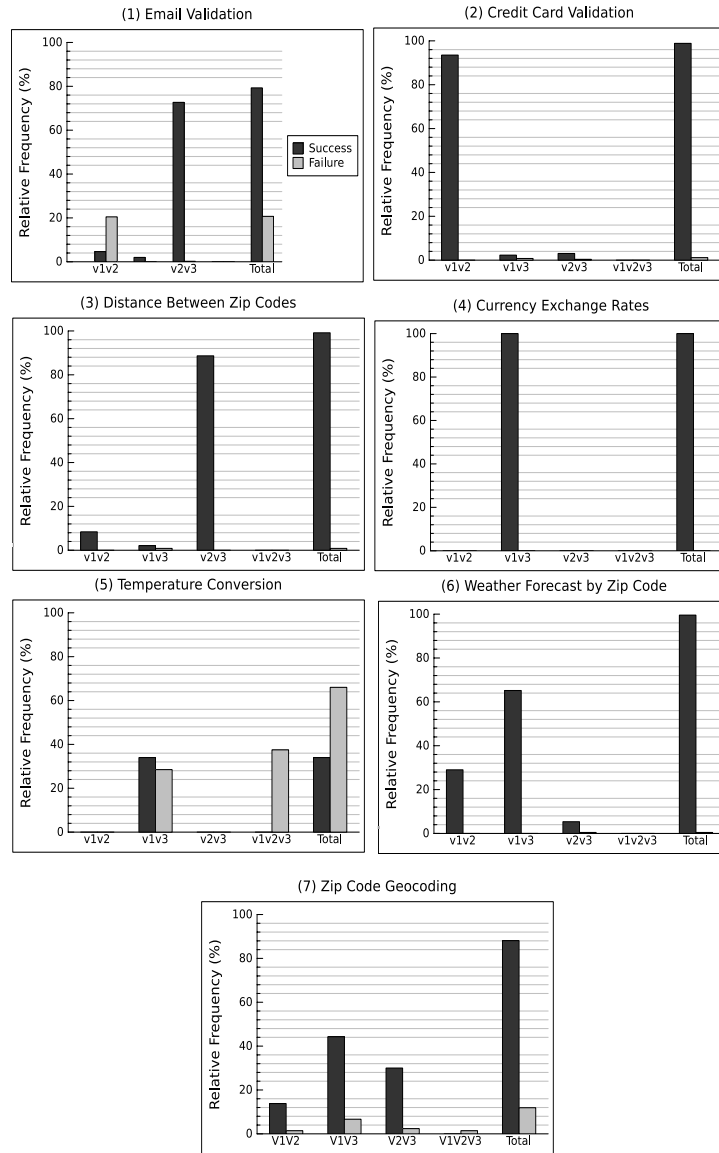 (1) Email Validation
Relative Frequency (%)
100
80
60
40
20
0
v1v2
v2v3
Total
Success
Failure
(2) Credit Card Validation
Relative Frequency (%)
100
80
60
40
20
0
v1v2
v1v3
v2v3
v1v2v3
Total
(3) Distance Between Zip Codes
Relative Frequency (%)
100
80
60
40
20
0
v1v2
v1v3
v2v3
v1v2v3
Total
(4) Currency Exchange Rates
Relative Frequency (%)
100
80
60
40
20
0
v1v2
v1v3
v2v3
v1v2v3
Total
(5) Temperature Conversion
Relative Frequency (%)
100
80
60
40
20
0
v1v2
v1v3
v2v3
v1v2v3
Total
(6) Weather Forecast by Zip Code
Relative Frequency (%)
100
80
60
40
20
0
v1v2
v1v3
v2v3
v1v2v3
Total
(7) Zip Code Geocoding
Relative Frequency (%)
100
80
60
40
20
0
V1V2
V1V3
V2V3
V1V2V3
Total